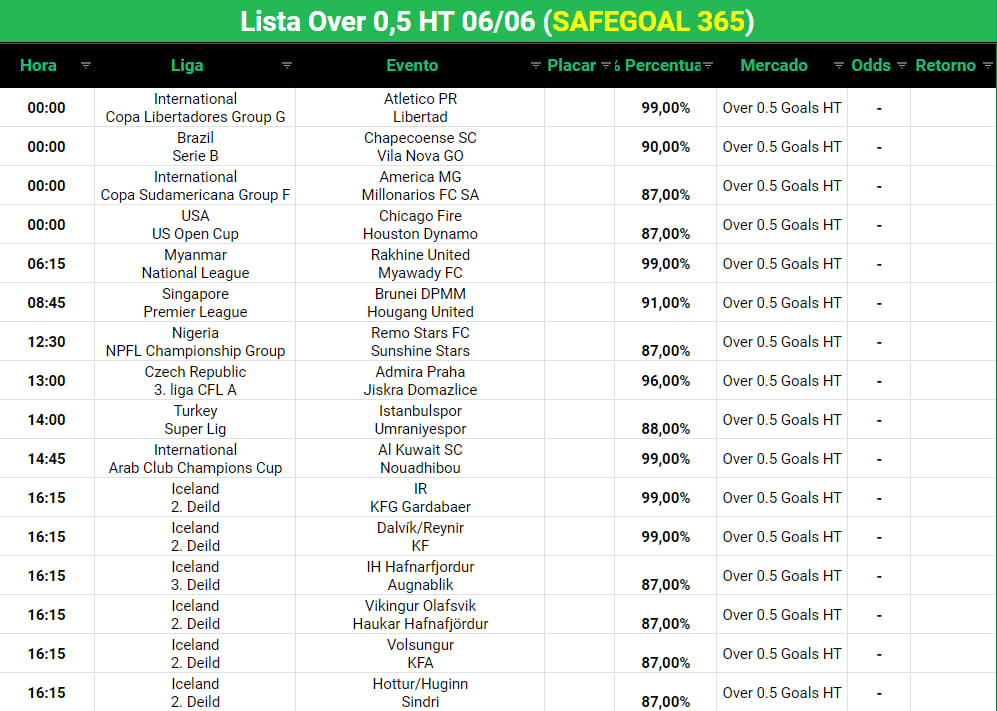 Lista Over 0,5 HT 06/06 (SAFEGOAL 365)
Hora Liga Evento Placar % Percentua Mercado Odds Retorno
00:00 International Copa Libertadores Group G Atletico PR Libertad 99,00% Over 0.5 Goals HT -
00:00 Brazil Serie B Chapecoense SC Vila Nova GO 90,00% Over 0.5 Goals HT -
00:00 International Copa Sudamericana Group F America MG Millonarios FC SA 87,00% Over 0.5 Goals HT -
00:00 USA US Open Cup Chicago Fire Houston Dynamo 87,00% Over 0.5 Goals HT -
06:15 Myanmar National League Rakhine United Myawady FC 99,00% Over 0.5 Goals HT -
08:45 Singapore Premier League Brunei DPMM Hougang United 91,00% Over 0.5 Goals HT -
12:30 Nigeria NPFL Championship Group Remo Stars FC Sunshine Stars 87,00% Over 0.5 Goals HT -
13:00 Czech Republic 3. liga CFL A Admira Praha Jiskra Domazlice 96,00% Over 0.5 Goals HT -
14:00 Turkey Super Lig Istanbulspor Umraniyespor 88,00% Over 0.5 Goals HT -
14:45 International Arab Club Champions Cup Al Kuwait SC Nouadhibou 99,00% Over 0.5 Goals HT -
16:15 Iceland 2. Deild IR KFG Gardabaer 99,00% Over 0.5 Goals HT -
16:15 Iceland 2. Deild Dalvík/Reynir KF 99,00% Over 0.5 Goals HT -
16:15 Iceland 3. Deild IH Hafnarfjordur Augnablik 87,00% Over 0.5 Goals HT -
16:15 Iceland 2. Deild Vikingur Olafsvik Haukar Hafnafjördur 87,00% Over 0.5 Goals HT -
16:15 Iceland 2. Deild Volsungur KFA 87,00% Over 0.5 Goals HT -
16:15 Iceland 2. Deild Hottur/Huginn Sindri 87,00% Over 0.5 Goals HT -